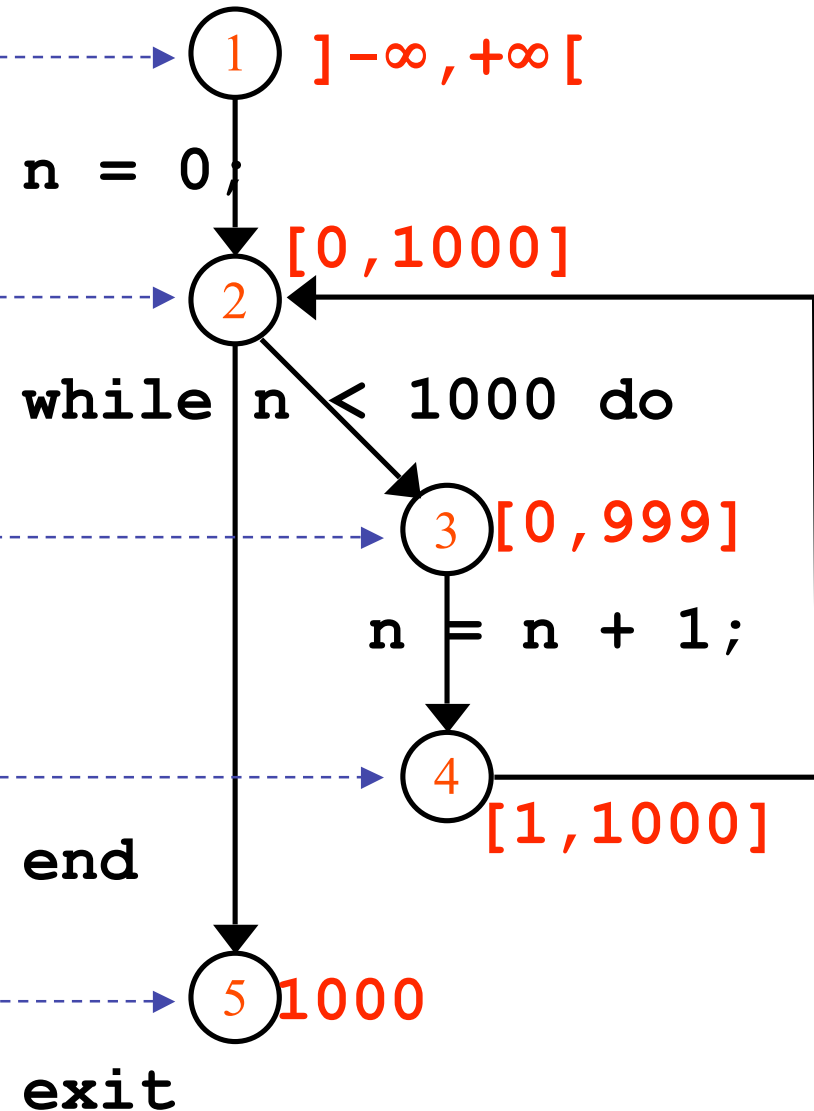 1 ]-∞,+∞[
n = 0;
[0,1000]
2
while n < 1000 do
3 [0,999]
n = n + 1;
4
[1,1000]
end
5 1000
exit